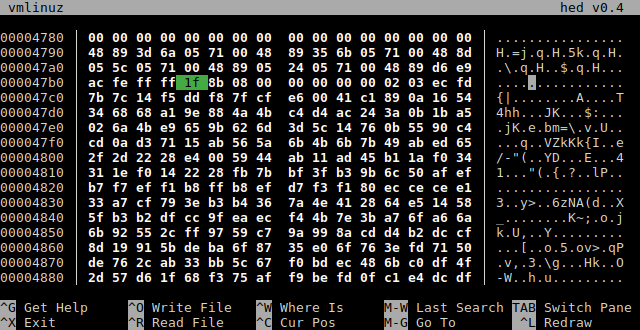 vmlinuz hed v0.4
00004780 00 00 00 00 00 00 00 00 00 00 00 00 00 00 00 00 ................
00004790 48 89 3d 6a 05 71 00 48 89 35 6b 05 71 00 48 8d H.=j.q.H.5k.q.H.
000047a0 05 5c 05 71 00 48 89 05 24 05 71 00 48 89 d6 e9 .\.q.H..$.q.H...
000047b0 ac fe ff ff 1f 8b 08 00 00 00 00 00 02 03 ec fd ................
000047c0 7b 7c 14 f5 dd f8 7f cf e6 00 41 c1 89 0a 16 54 {|........A....T
000047d0 34 68 68 a1 9e 88 4a 4b c4 d4 ac 24 3a 0b 1b a5 4hh...JK...$:...
000047e0 02 6a 4b e9 65 9b 62 6d 3d 5c 14 76 0b 55 90 c4 .jK.e.bm=\.v.U..
000047f0 cd 0a d3 71 15 ab 56 5a 6b 4b 6b 7b 49 ab ed 65 ...q..VZkKk{I..e
00004800 2f 2d 22 28 e4 00 59 44 ab 11 ad 45 b1 1a f0 34 /-"(..YD...E...4
00004810 31 1e f0 14 22 28 fb 7b bf 3f b3 9b 6c 50 af ef 1..."(.{.?..lP..
00004820 b7 f7 ef f1 b8 ff b8 ef d7 f3 f1 80 ec ce ce e1 ................
00004830 33 a7 cf 79 3e b3 b4 36 7a 4e 41 28 64 e5 14 58 3..y>..6zNA(d..X
00004840 5f b3 b2 df cc 9f ea ec f4 4b 7e 3b a7 6f a6 6a _........K~;.o.j
00004850 6b 92 55 2c ff 97 59 c7 9a 99 8a cd d4 b2 dc cf k.U,..Y.........
00004860 8d 19 91 5b de ba 6f 87 35 e0 6f 76 3e fd 71 50 ...[..o.5.ov>.qP
00004870 de 76 2c ab 33 bb 5c 67 f0 bd ec 48 6b c0 df 4f .v,.3.\g...Hk..O
00004880 2d 57 d6 1f 68 f3 75 af f9 be fd 0f c1 e4 dc df -W..h.u.........
^G Get Help ^O Write File ^W Where Is M-W Last Search TAB Switch Pane
^X Exit ^R Read File ^C Cur Pos M-G Go To ^L Redraw